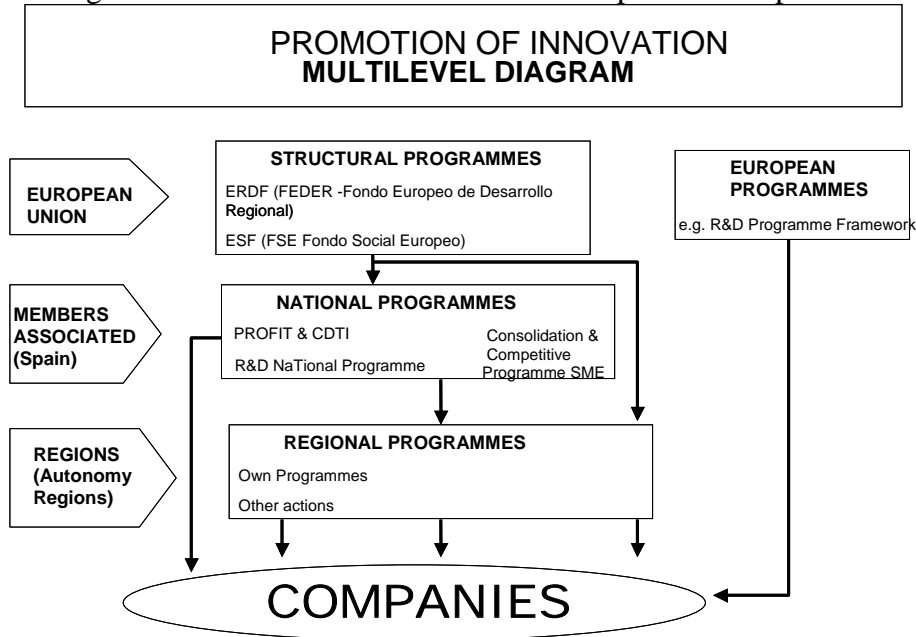 PROMOTION OF INNOVATION
MULTILEVEL DIAGRAM
EUROPEAN
UNION
STRUCTURAL PROGRAMMES
ERDF (FEDER -Fondo Europeo de Desarrollo
Regional)
ESF (FSE Fondo Social Europeo)
EUROPEAN
PROGRAMMES
e.g. R&D Programme Framework
MEMBERS
ASSOCIATED
(Spain)
NATIONAL PROGRAMMES
PROFIT & CDTI
R&D NaTional Programme
Consolidation &
Competitive
Programme SME
REGIONS
(Autonomy
Regions)
REGIONAL PROGRAMMES
Own Programmes
Other actions
COMPANIES